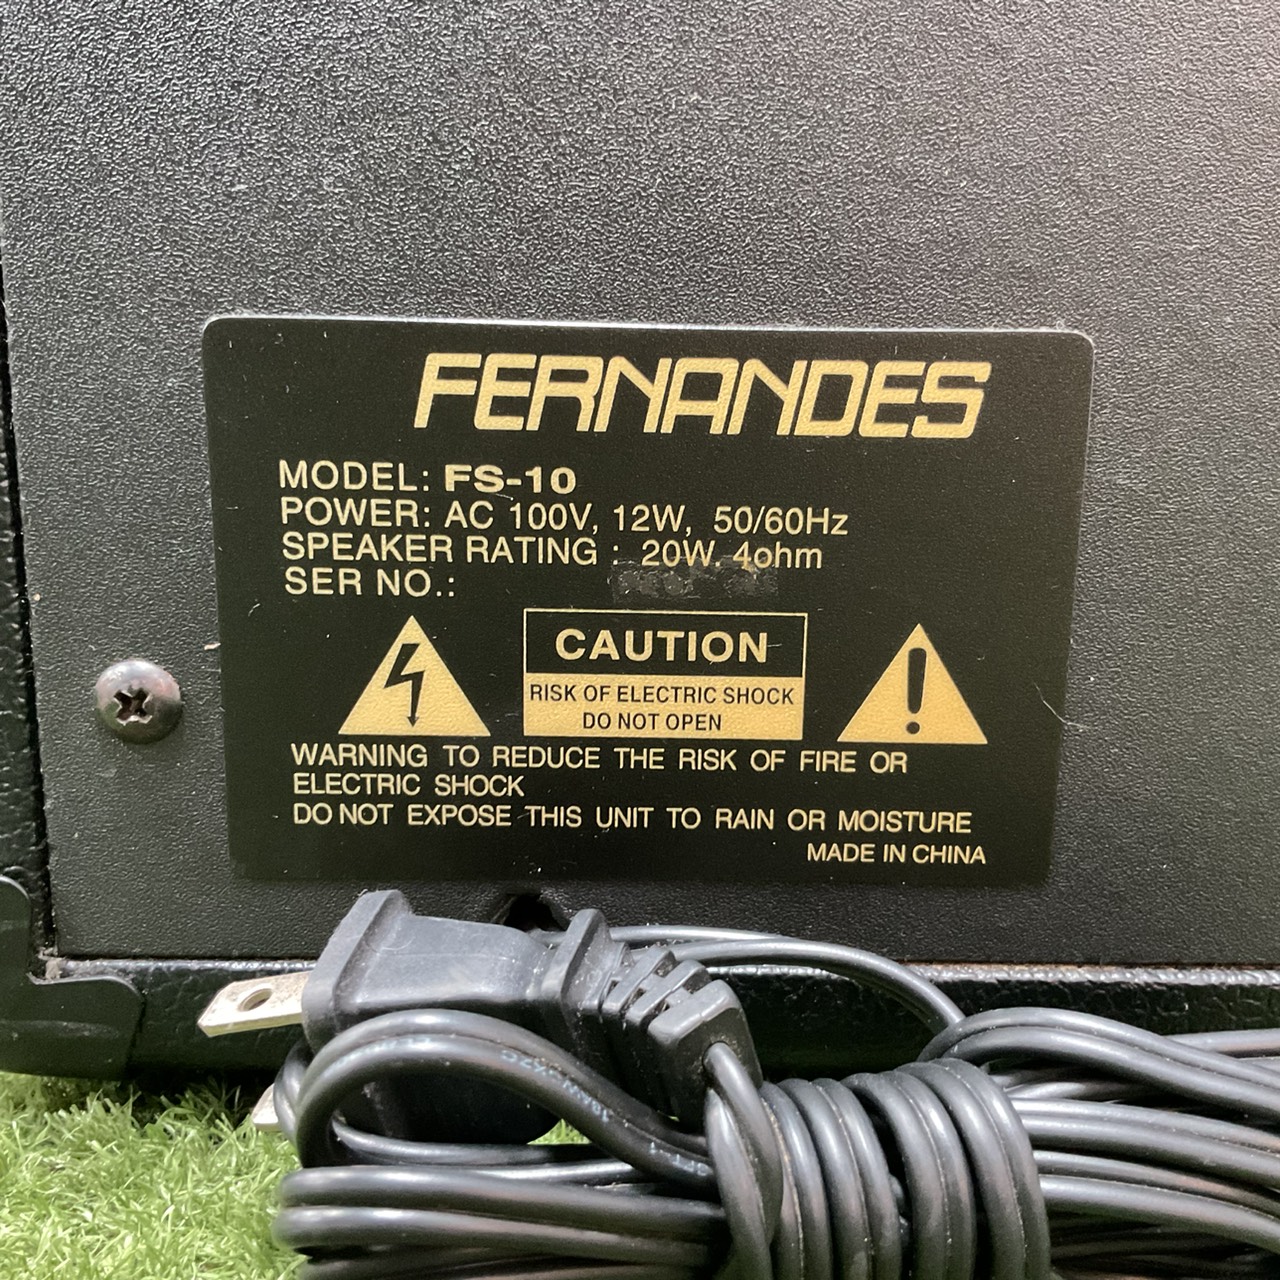 FERNANDES
MODEL: FS-10
POWER: AC 100V, 12W, 50/60Hz
SPEAKER RATING : 20W. 4ohm
SER NO.:
CAUTION
RISK OF ELECTRIC SHOCK
DO NOT OPEN
WARNING TO REDUCE THE RISK OF FIRE OR
ELECTRIC SHOCK
DO NOT EXPOSE THIS UNIT TO RAIN OR MOISTURE
MADE IN CHINA